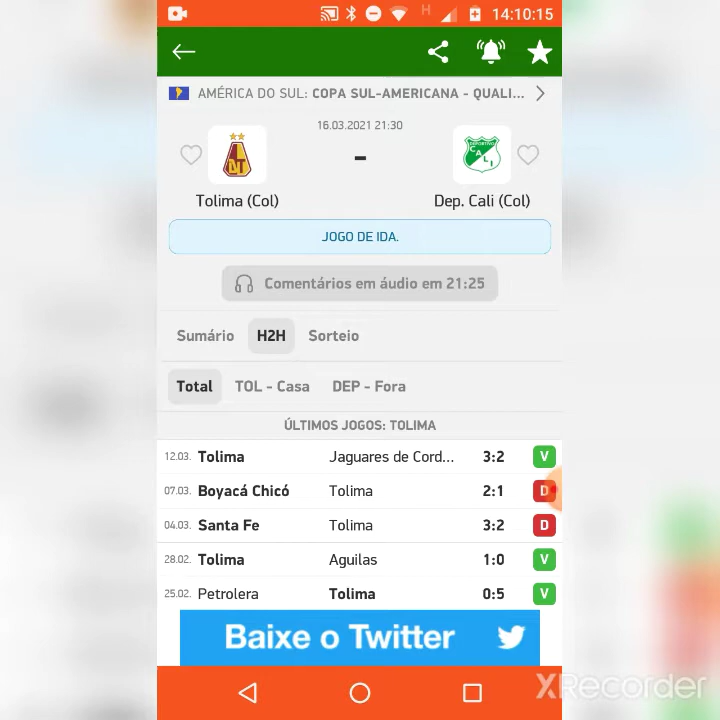 H 14:10:15
AMÉRICA DO SUL: COPA SUL-AMERICANA - QUALI...
16.03.2021 21:30
-
DT
DEPORTIVO CALI
Tolima (Col) Dep. Cali (Col)
JOGO DE IDA.
Comentários em áudio em 21:25
Sumário H2H Sorteio
Total TOL - Casa DEP - Fora
ÚLTIMOS JOGOS: TOLIMA
12.03. Tolima Jaguares de Cord... 3:2 V
07.03. Boyacá Chicó Tolima 2:1 D
04.03. Santa Fe Tolima 3:2 D
28.02. Tolima Aguilas 1:0 V
25.02. Petrolera Tolima 0:5 V
Baixe o Twitter
XRecorder